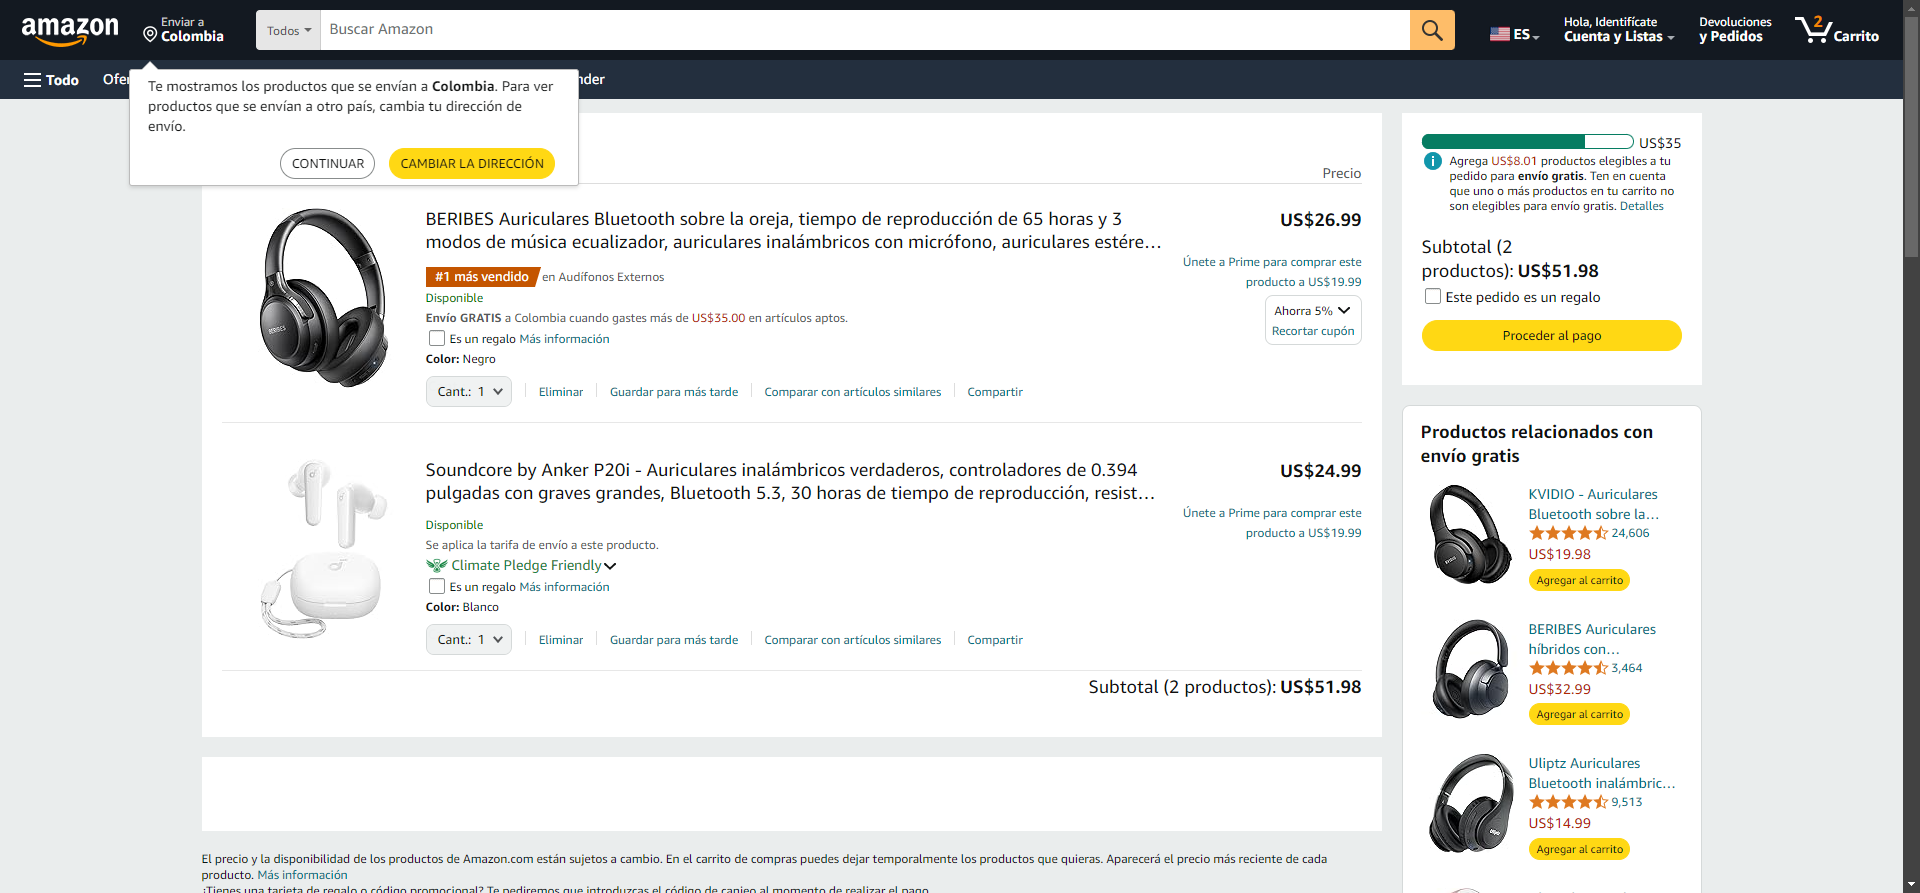 amazon
Enviar a
Colombia
Todos
Buscar Amazon
ES
Hola, Identifícate
Cuenta y Listas
Devoluciones
y Pedidos
2
Carrito
Todo
Te mostramos los productos que se envían a Colombia. Para ver
productos que se envían a otro país, cambia tu dirección de
envío.
CONTINUAR
CAMBIAR LA DIRECCIÓN
Precio
BERIBES Auriculares Bluetooth sobre la oreja, tiempo de reproducción de 65 horas y 3
modos de música ecualizador, auriculares inalámbricos con micrófono, auriculares estére…
US$26.99
Únete a Prime para comprar este
producto a US$19.99
#1 más vendido en Audífonos Externos
Disponible
Envío GRATIS a Colombia cuando gastes más de US$35.00 en artículos aptos.
Ahorra 5%
Recortar cupón
Es un regalo Más información
Color: Negro
Cant.: 1
Eliminar
Guardar para más tarde
Comparar con artículos similares
Compartir
BERIBES
Soundcore by Anker P20i - Auriculares inalámbricos verdaderos, controladores de 0.394
pulgadas con graves grandes, Bluetooth 5.3, 30 horas de tiempo de reproducción, resist…
US$24.99
Únete a Prime para comprar este
producto a US$19.99
Disponible
Se aplica la tarifa de envío a este producto.
Climate Pledge Friendly
Es un regalo Más información
Color: Blanco
Cant.: 1
Eliminar
Guardar para más tarde
Comparar con artículos similares
Compartir
Subtotal (2 productos): US$51.98
El precio y la disponibilidad de los productos de Amazon.com están sujetos a cambio. En el carrito de compras puedes dejar temporalmente los productos que quieras. Aparecerá el precio más reciente de cada
producto. Más información
¿Tienes una tarjeta de regalo o código promocional? Te pediremos que introduzcas el código de canjeo al momento de realizar el pago.
US$35
Agrega US$8.01 productos elegibles a tu
pedido para envío gratis. Ten en cuenta
que uno o más productos en tu carrito no
son elegibles para envío gratis. Detalles
Subtotal (2
productos): US$51.98
Este pedido es un regalo
Proceder al pago
Productos relacionados con
envío gratis
KVIDIO - Auriculares
Bluetooth sobre la…
24,606
US$19.98
Agregar al carrito
BERIBES Auriculares
híbridos con…
3,464
US$32.99
Agregar al carrito
Uliptz Auriculares
Bluetooth inalámbric…
9,513
US$14.99
Agregar al carrito